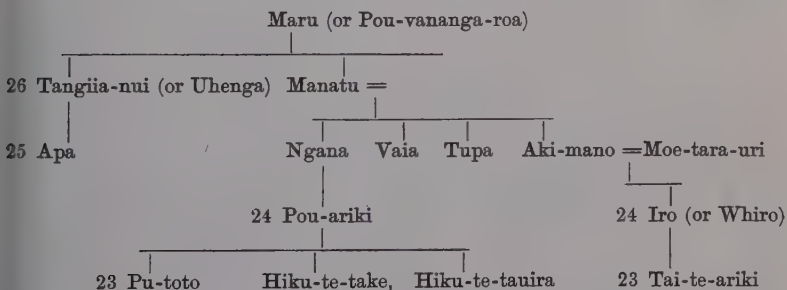 Maru (or Pou-vananga-roa)
26 Tangiia-nui (or Uhenga) Manatu =
25 Apa Ngana Vaia Tupa Aki-mano =Moe-tara-uri
24 Pou-ariki 24 Iro (or Whiro)
23 Pu-toto Hiku-te-take, Hiku-te-tauira 23 Tai-te-ariki